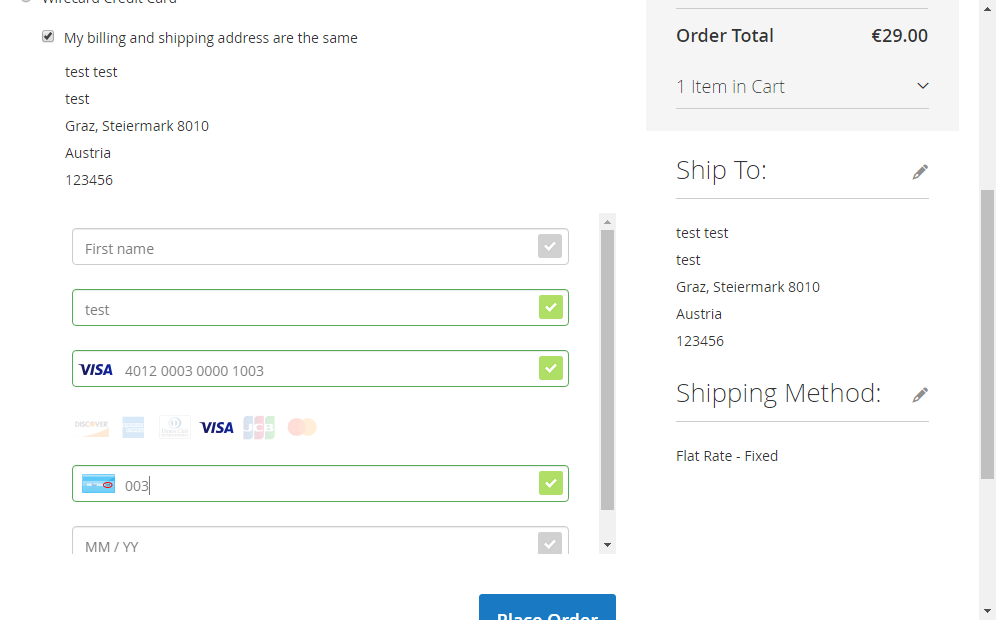 Wirecard Credit Card
My billing and shipping address are the same
test test
test
Graz, Steiermark 8010
Austria
123456
First name
test
VISA 4012 0003 0000 1003
DISCOVER VISA JCB
003
MM / YY
Place Order
Order Total €29.00
1 Item in Cart
Ship To:
test test
test
Graz, Steiermark 8010
Austria
123456
Shipping Method:
Flat Rate - Fixed